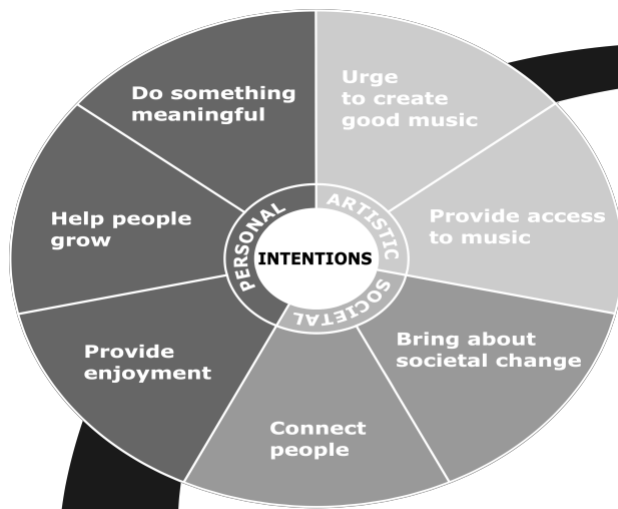 Do something
meaningful
Urge
to create
good music
Help people
grow
PERSONAL
ARTISTIC
Provide access
to music
INTENTIONS
SOCIETAL
Provide
enjoyment
Bring about
societal change
Connect
people